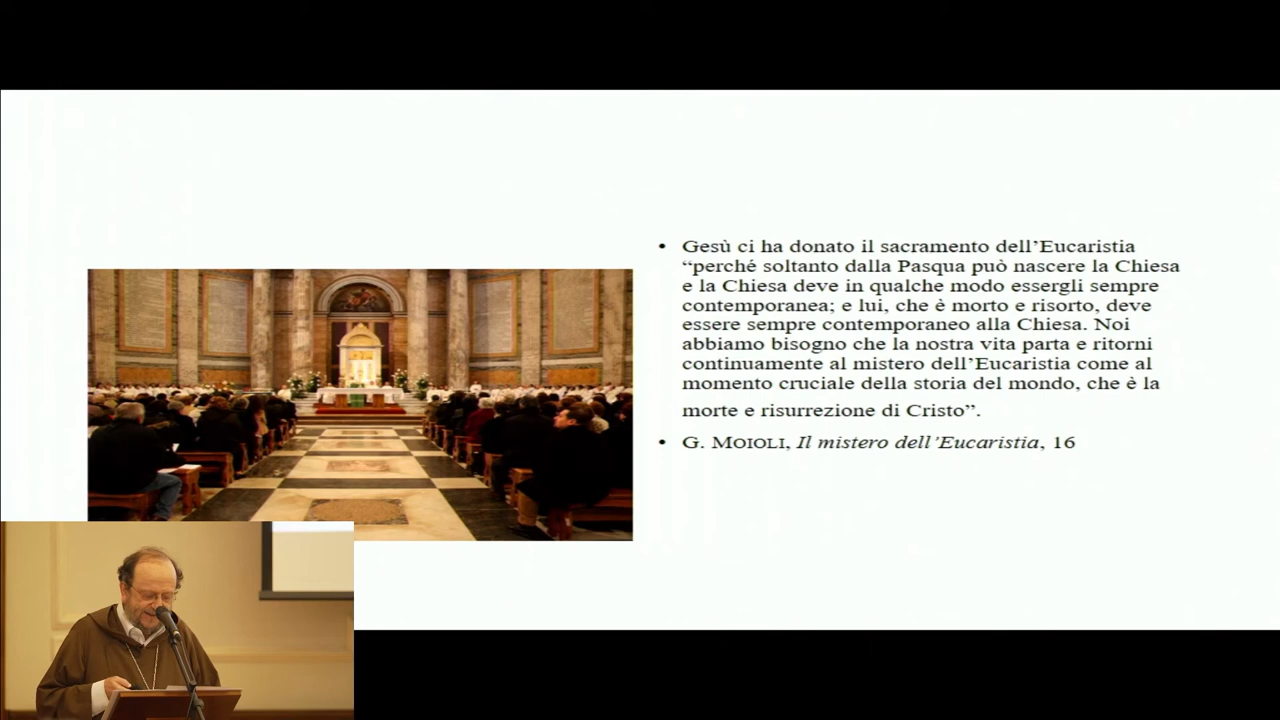 • Gesù ci ha donato il sacramento dell’Eucaristia
“perché soltanto dalla Pasqua può nascere la Chiesa
e la Chiesa deve in qualche modo essergli sempre
contemporanea; e lui, che è morto e risorto, deve
essere sempre contemporaneo alla Chiesa. Noi
abbiamo bisogno che la nostra vita parta e ritorni
continuamente al mistero dell’Eucaristia come al
momento cruciale della storia del mondo, che è la
morte e risurrezione di Cristo”.
• G. MOIOLI, Il mistero dell’Eucaristia, 16